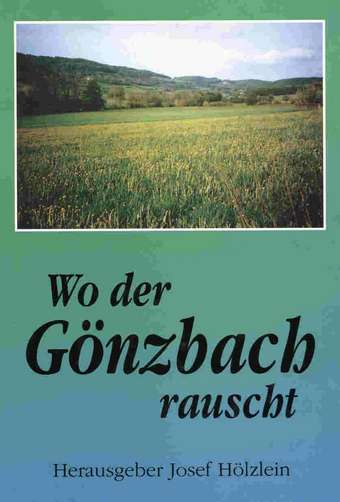 Wo der
Gönzbach
rauscht
Herausgeber Josef Hölzlein